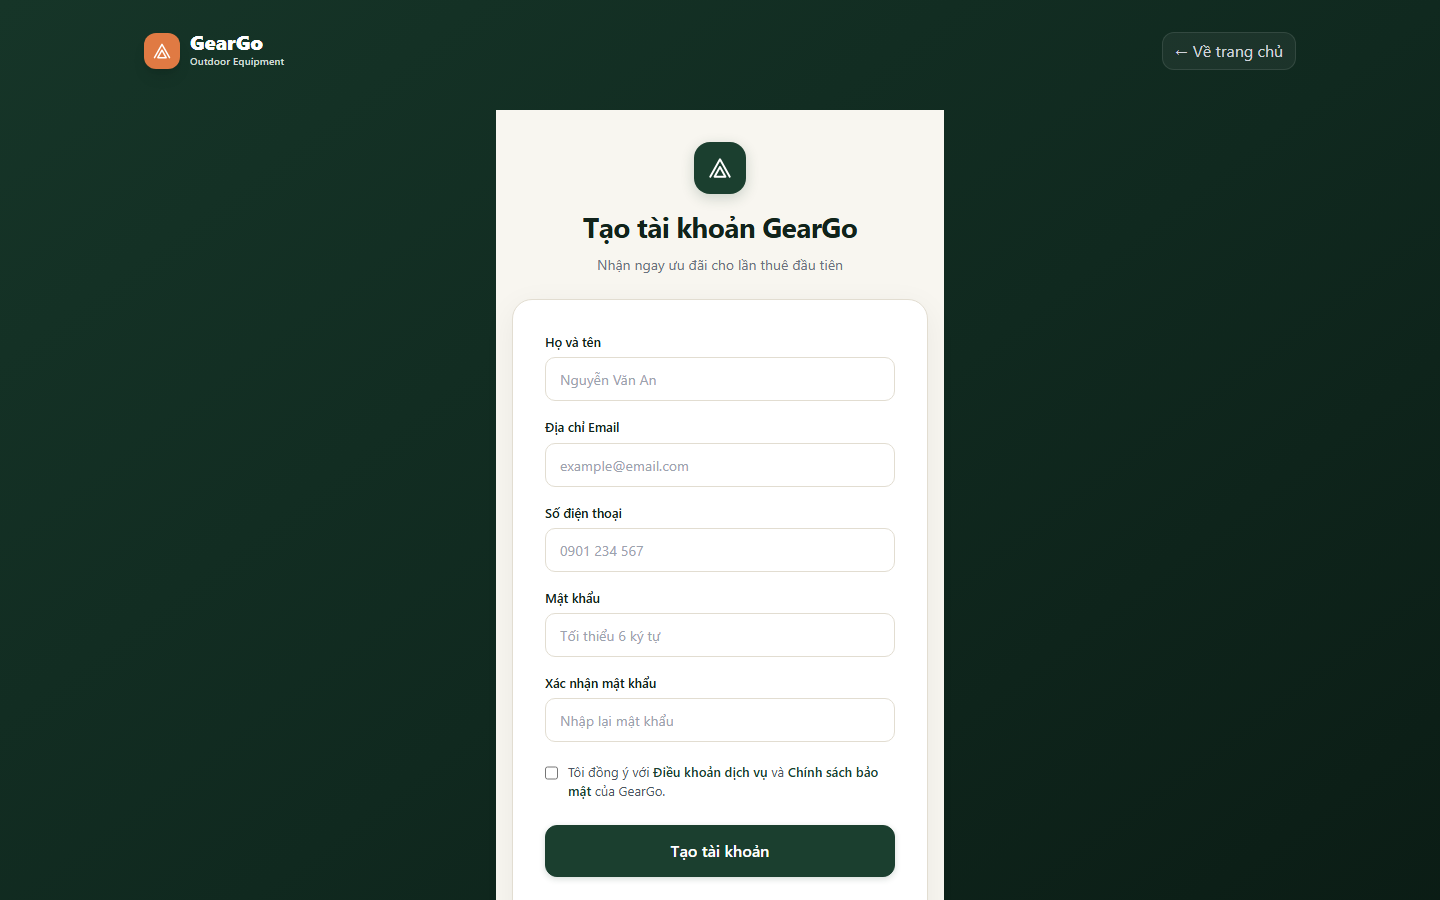 GearGo
Outdoor Equipment
← Về trang chủ
Tạo tài khoản GearGo
Nhận ngay ưu đãi cho lần thuê đầu tiên
Họ và tên
Nguyễn Văn An
Địa chỉ Email
example@email.com
Số điện thoại
0901 234 567
Mật khẩu
Tối thiểu 6 ký tự
Xác nhận mật khẩu
Nhập lại mật khẩu
Tôi đồng ý với Điều khoản dịch vụ và Chính sách bảo
mật của GearGo.
Tạo tài khoản